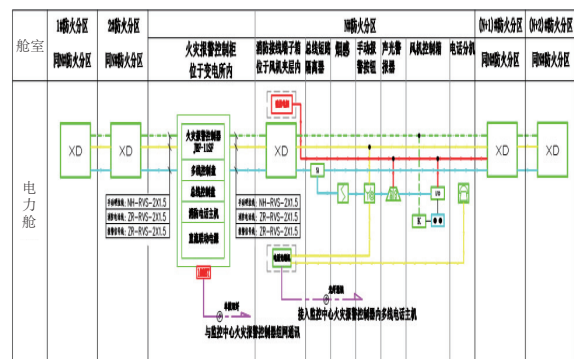 舱室
1#防火分区
同N#防火分区
2#防火分区
同N#防火分区
火灾报警控制柜
位于变电所内
N#防火分区
消防接线端子箱
位于风机夹层内
总线短路
隔离器
烟感
手动
报警按钮
声光警
报器
风机控制箱
电话分机
(N+1)#防火分区
同N#防火分区
(N+2)#防火分区
同N#防火分区
电力舱
XD
XD
火灾报警控制器
多线控制盘
总线控制盘
消防电话主机
直流联动电源
XD
XD
XD
SI
I/O
NH-RVS-2X1.5
ZR-RVS-2X1.5
ZR-RVS-2X1.5
NH-RVS-2X1.5
ZR-RVS-2X1.5
ZR-RVS-2X1.5
与监控中心火灾报警控制器组网通讯
接入监控中心火灾报警控制器内多线电话主机